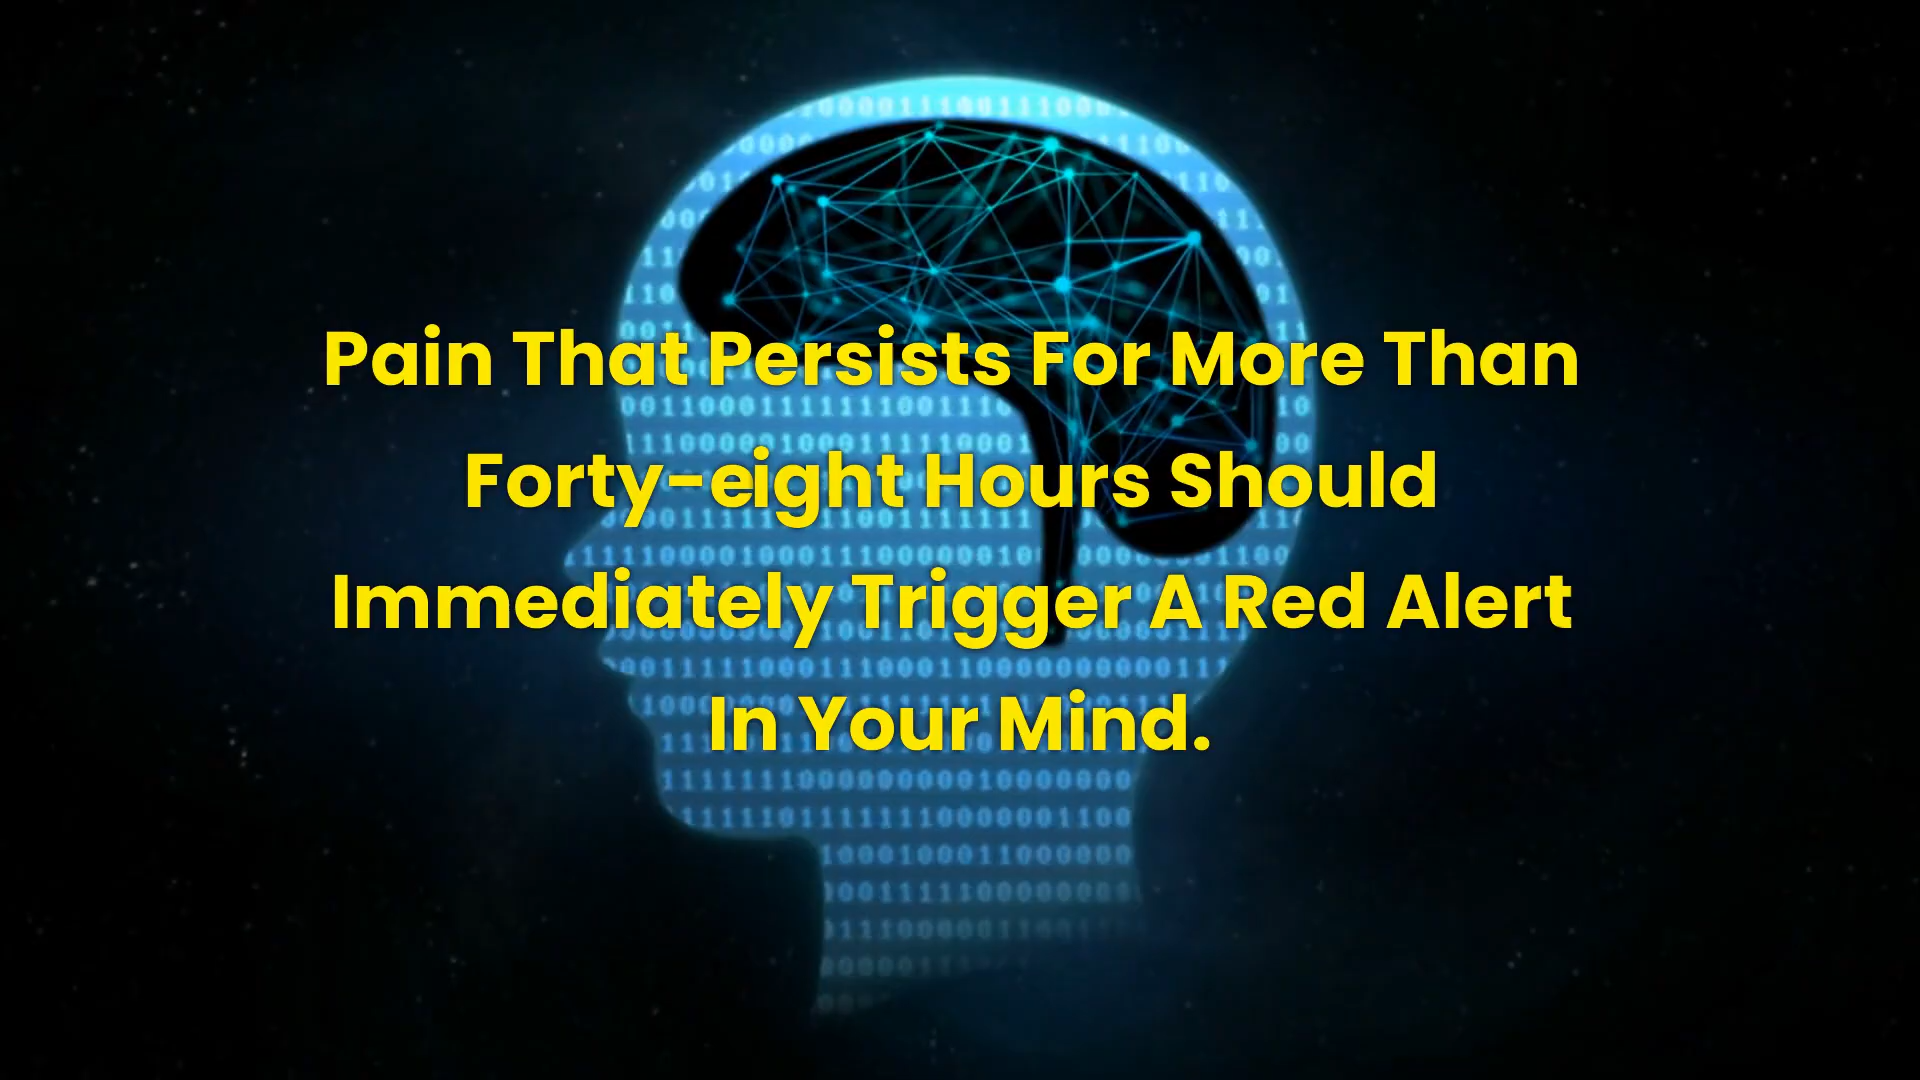 Pain That Persists For More Than
Forty-eight Hours Should
Immediately Trigger A Red Alert
In Your Mind.